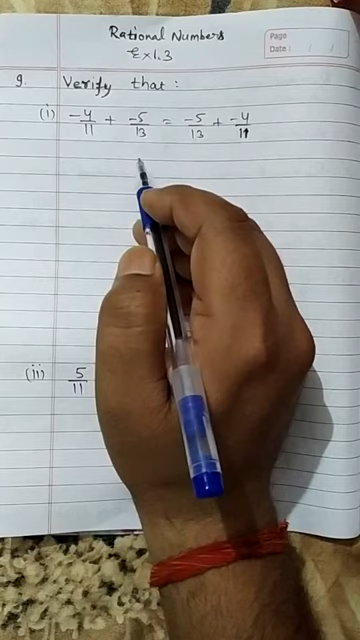 Rational Numbers
Ex 1.3
Page
Date : / /
9. Verify that :
(i) -4/11 + -5/13 = -5/13 + -4/11
(ii) 5/11